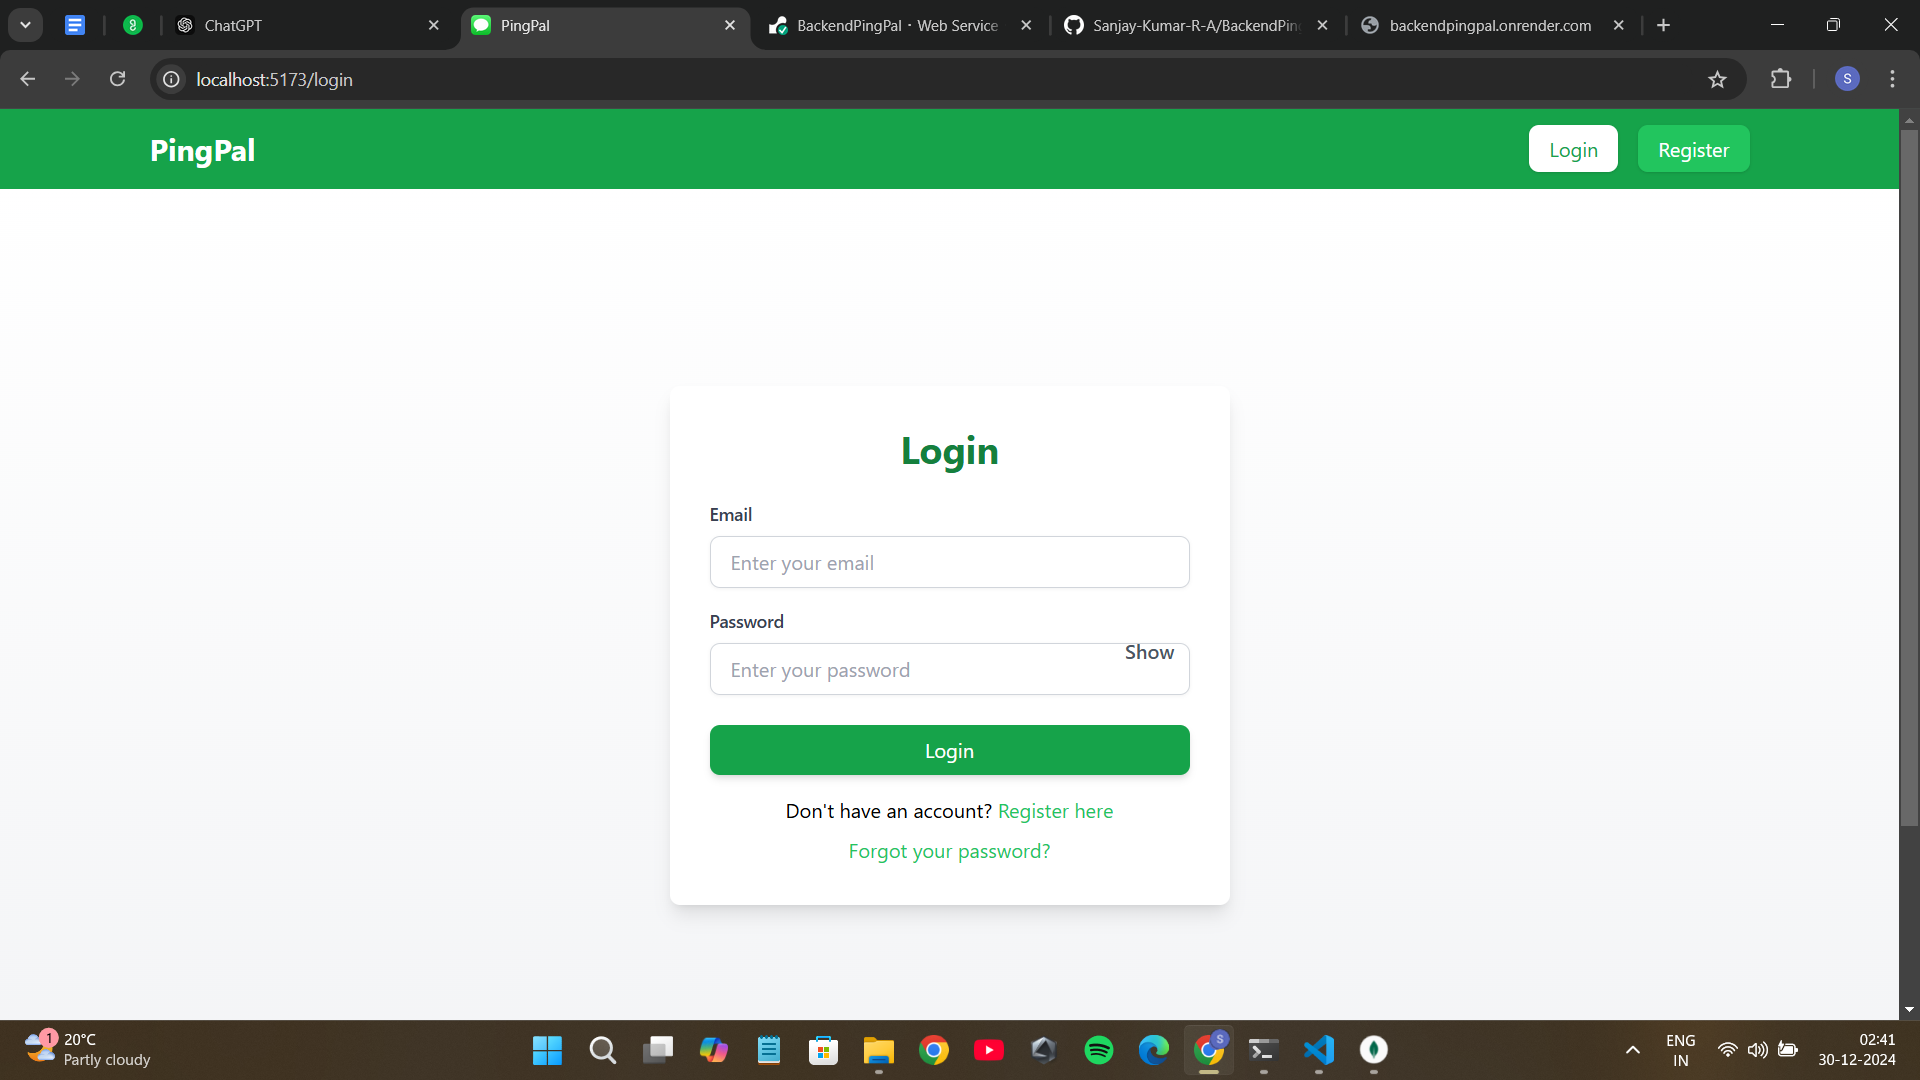 ChatGPT
PingPal
BackendPingPal · Web Service
Sanjay-Kumar-R-A/BackendPin
backendpingpal.onrender.com
localhost:5173/login
S
PingPal
Login
Register
Login
Email
Enter your email
Password
Show
Enter your password
Login
Don't have an account? Register here
Forgot your password?
1
20°C
Partly cloudy
S
ENG
IN
02:41
30-12-2024